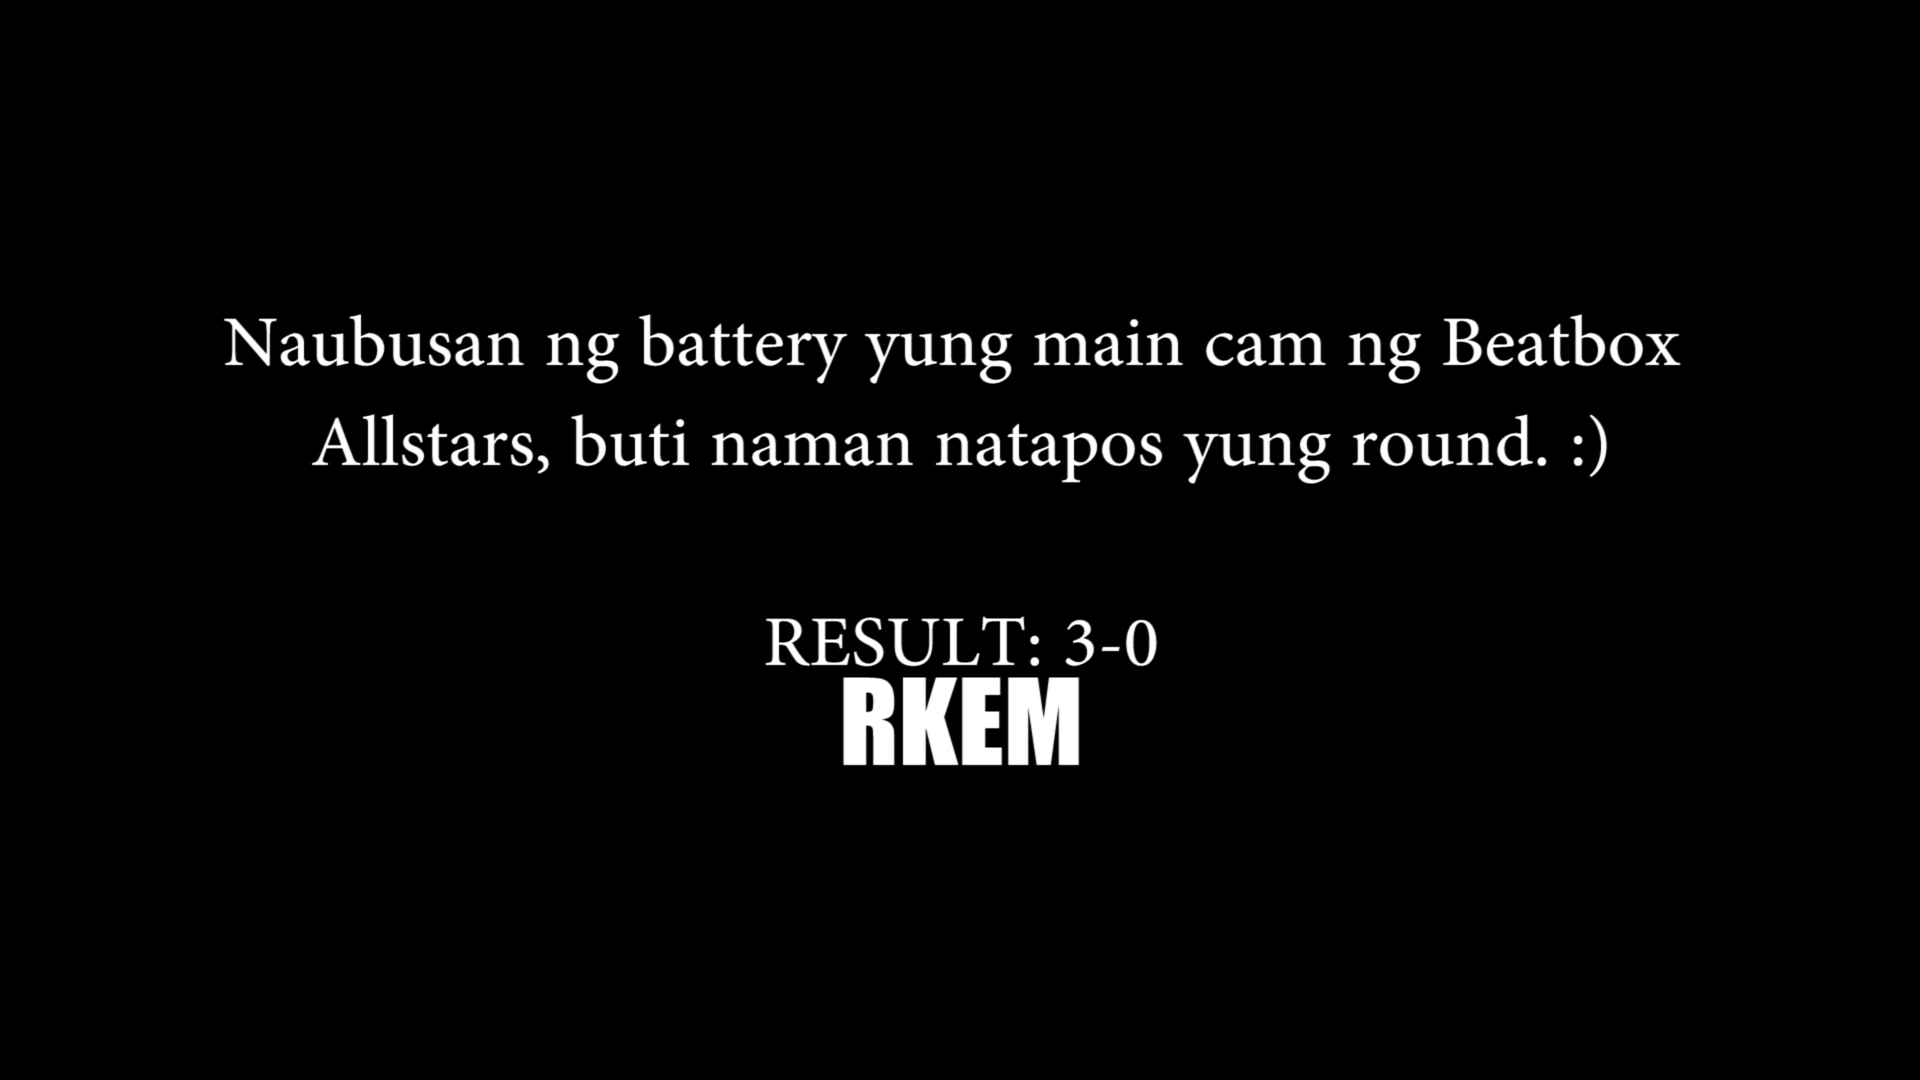 Naubusan ng battery yung main cam ng Beatbox
Allstars, buti naman natapos yung round. :)
RESULT: 3-0
RKEM